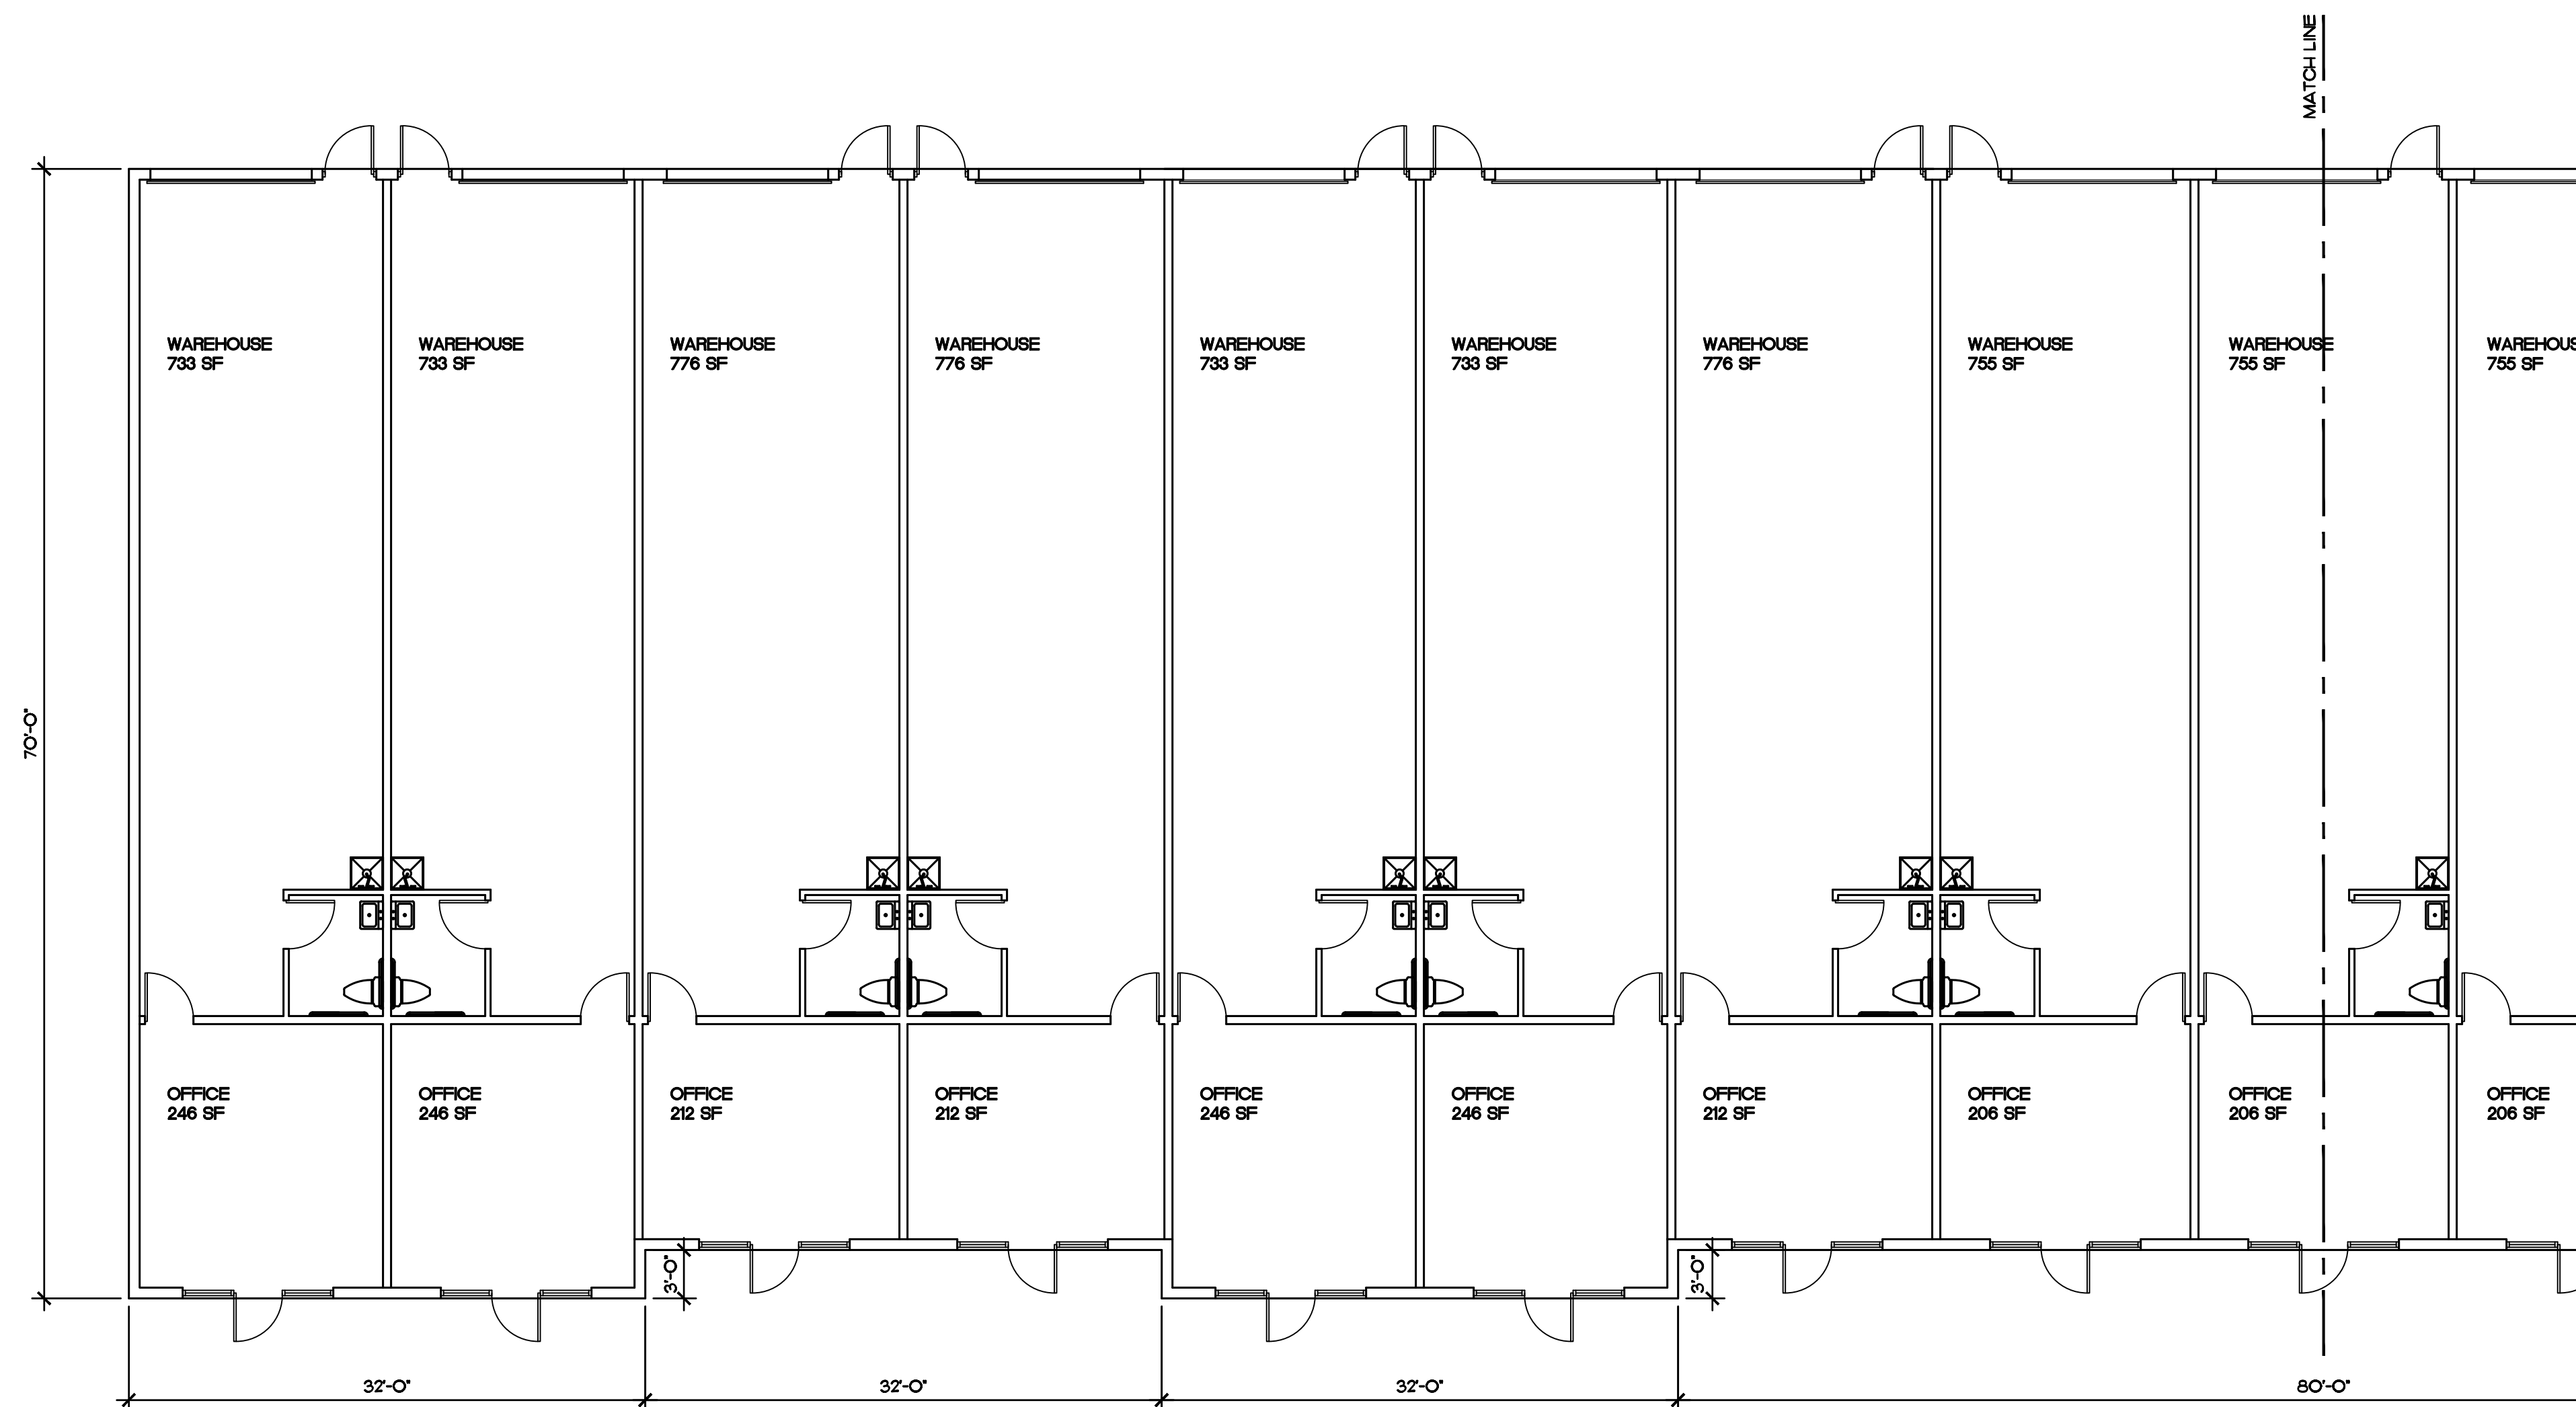 MATCH LINE
WAREHOUSE
733 SF
WAREHOUSE
733 SF
WAREHOUSE
776 SF
WAREHOUSE
776 SF
WAREHOUSE
733 SF
WAREHOUSE
733 SF
WAREHOUSE
776 SF
WAREHOUSE
755 SF
WAREHOUSE
755 SF
WAREHOUS
755 SF
70'-0"
OFFICE
246 SF
OFFICE
246 SF
OFFICE
212 SF
OFFICE
212 SF
OFFICE
246 SF
OFFICE
246 SF
OFFICE
212 SF
OFFICE
206 SF
OFFICE
206 SF
OFFICE
206 SF
3'-0"
3'-0"
32'-0"
32'-0"
32'-0"
80'-0"